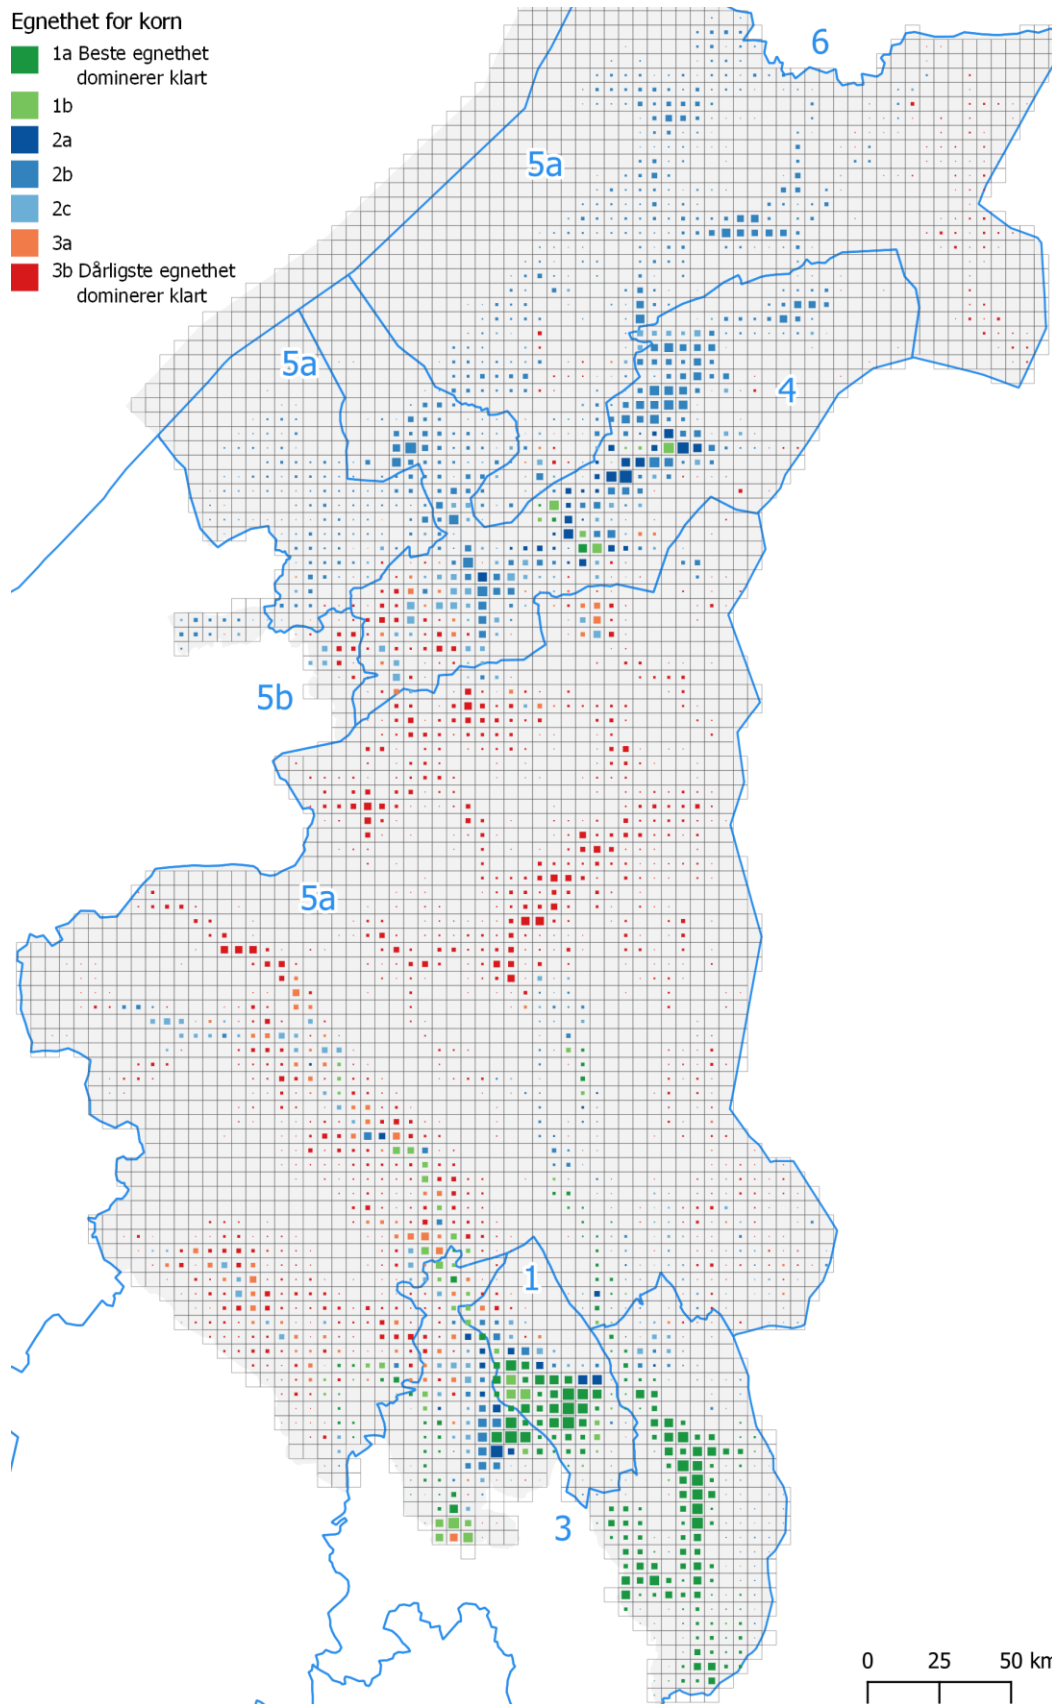 Egnethet for korn
1a Beste egnethet
dominerer klart
1b
2a
2b
2c
3a
3b Dårligste egnethet
dominerer klart
6
5a
5a
4
5b
5a
1
3
0 25 50 km